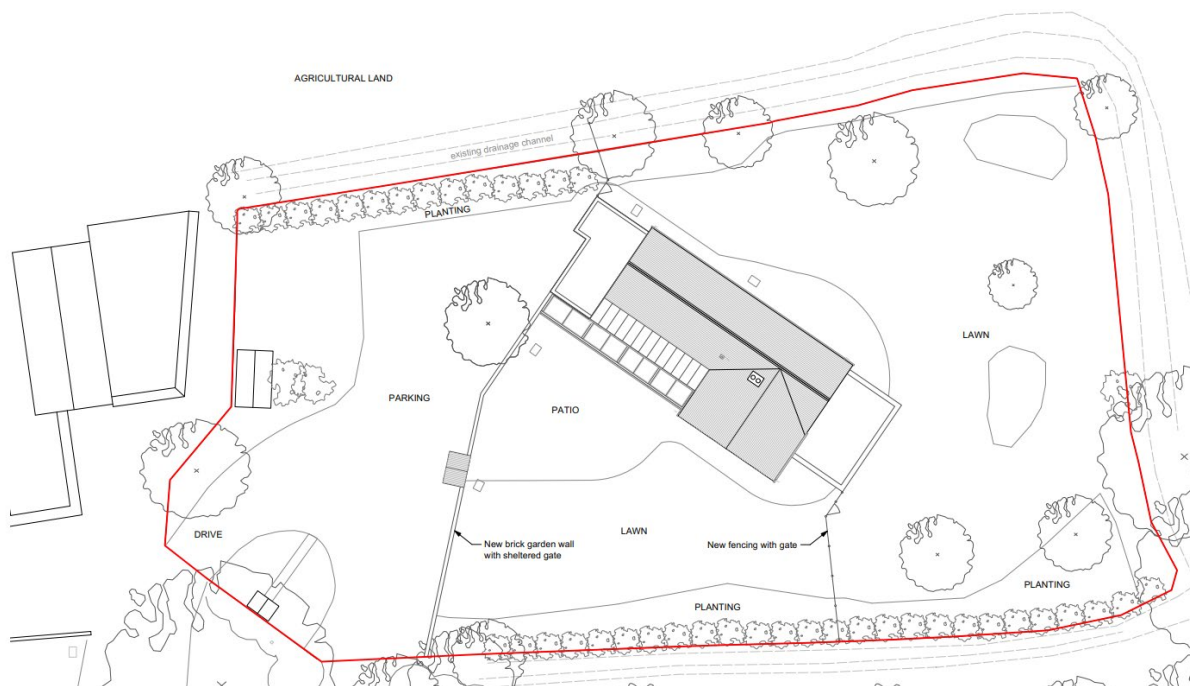 AGRICULTURAL LAND
existing drainage channel
PLANTING
LAWN
PARKING
PATIO
DRIVE
New brick garden wall
with sheltered gate
LAWN
New fencing with gate
PLANTING
PLANTING